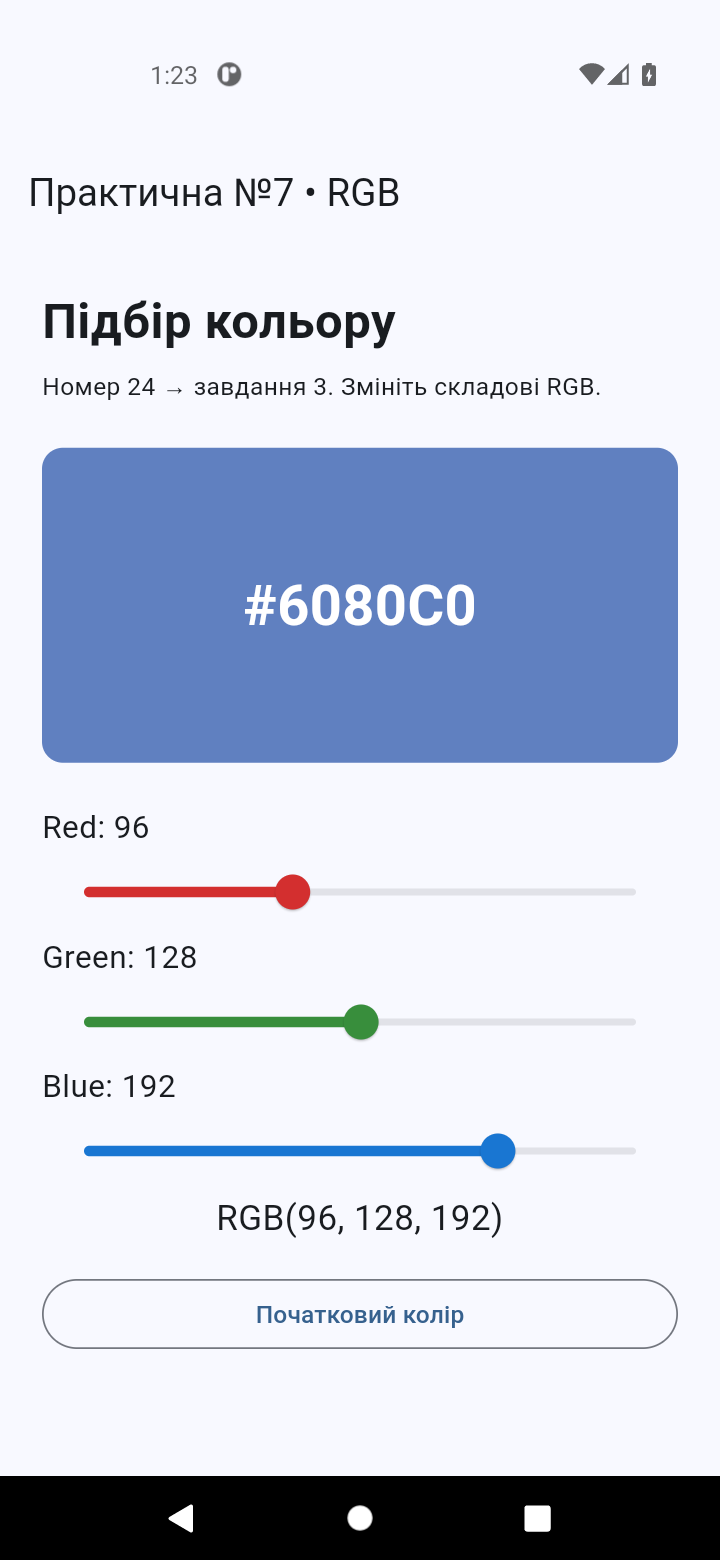 1:23
Практична №7 • RGB
Підбір кольору
Номер 24 → завдання 3. Змініть складові RGB.
#6080C0
Red: 96
Green: 128
Blue: 192
RGB(96, 128, 192)
Початковий колір